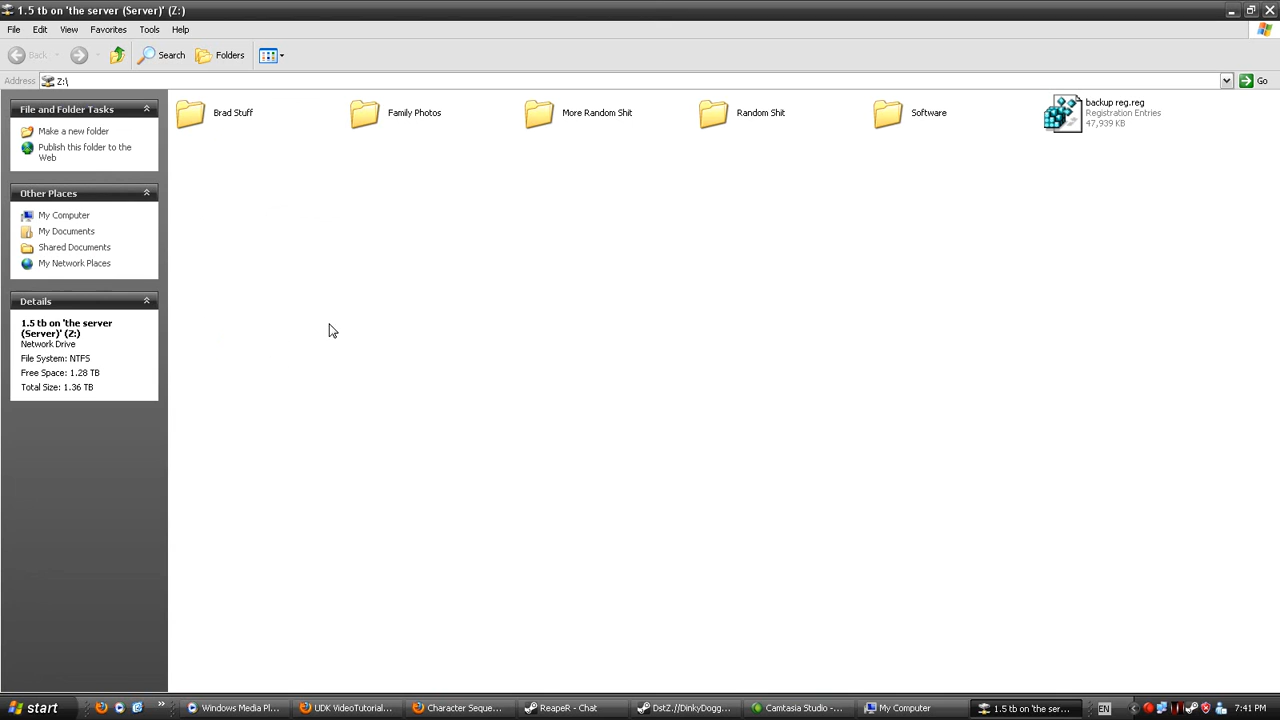 1.5 tb on 'the server (Server)' (Z:)
File Edit View Favorites Tools Help
Back Search Folders
Address Z:\ Go
File and Folder Tasks
Make a new folder
Publish this folder to the
Web
Other Places
My Computer
My Documents
Shared Documents
My Network Places
Details
1.5 tb on 'the server
(Server)' (Z:)
Network Drive
File System: NTFS
Free Space: 1.28 TB
Total Size: 1.36 TB
Brad Stuff
Family Photos
More Random Shit
Random Shit
Software
backup reg.reg
Registration Entries
47,939 KB
start » Windows Media Pl... UDK VideoTutorial... Character Seque... ReapeR - Chat DstZ.//DinkyDogg... Camtasia Studio - ... My Computer 1.5 tb on 'the ser... EN 7:41 PM